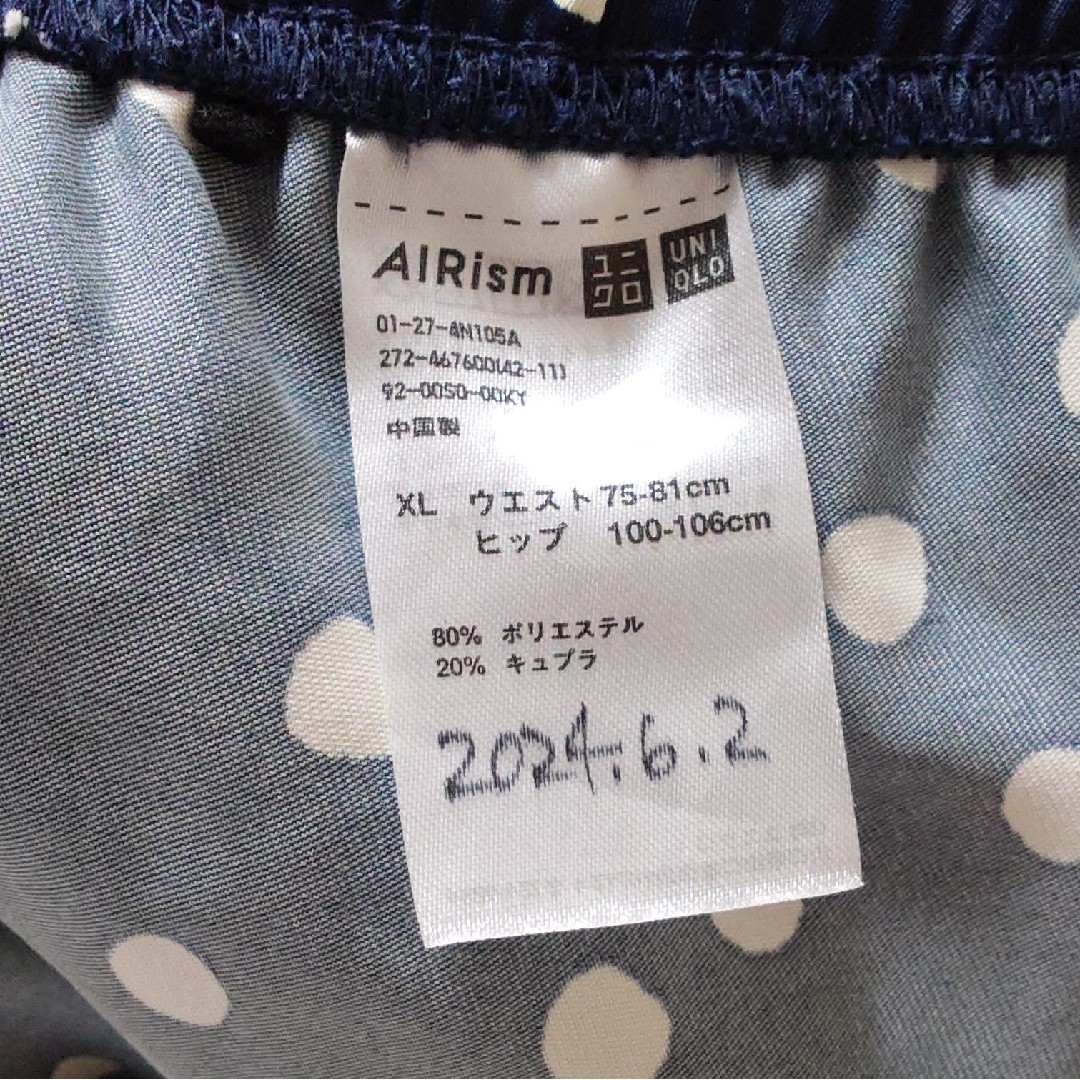 AIRism ユニクロ UNIQLO
01-27-4N105A
272-467600(42-11)
92-0050-00KY
中国製
XL ウエスト 75-81cm
ヒップ 100-106cm
80% ポリエステル
20% キュプラ
2024.6.2